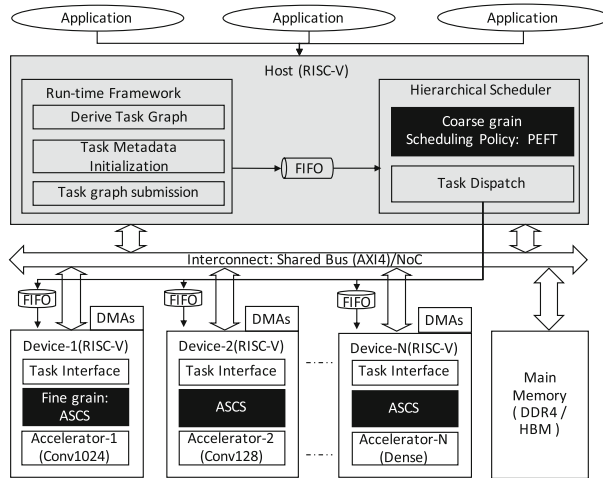 Application
Application
Application
Host (RISC-V)
Run-time Framework
Derive Task Graph
Task Metadata
Initialization
Task graph submission
FIFO
Hierarchical Scheduler
Coarse grain
Scheduling Policy: PEFT
Task Dispatch
Interconnect: Shared Bus (AXI4)/NoC
FIFO
DMAs
Device-1(RISC-V)
Task Interface
Fine grain:
ASCS
Accelerator-1
(Conv1024)
FIFO
DMAs
Device-2(RISC-V)
Task Interface
ASCS
Accelerator-2
(Conv128)
FIFO
DMAs
Device-N(RISC-V)
Task Interface
ASCS
Accelerator-N
(Dense)
Main
Memory
( DDR4 /
HBM )